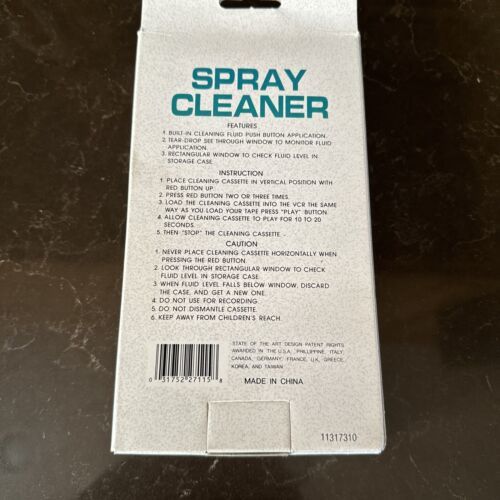 SPRAY
CLEANER
FEATURES
1. BUILT-IN CLEANING FLUID PUSH BUTTON APPLICATION.
2. TEAR-DROP SEE THROUGH WINDOW TO MONITOR FLUID
APPLICATION.
3. RECTANGULAR WINDOW TO CHECK FLUID LEVEL IN
STORAGE CASE.
INSTRUCTION
1. PLACE CLEANING CASSETTE IN VERTICAL POSITION WITH
RED BUTTON UP.
2. PRESS RED BUTTON TWO OR THREE TIMES.
3. LOAD THE CLEANING CASSETTE INTO THE VCR THE SAME
WAY AS YOU LOAD YOUR TAPE PRESS "PLAY" BUTTON.
4. ALLOW CLEANING CASSETTE TO PLAY FOR 10 TO 20
SECONDS.
5. THEN "STOP" THE CLEANING CASSETTE.
CAUTION
1. NEVER PLACE CLEANING CASSETTE HORIZONTALLY WHEN
PRESSING THE RED BUTTON.
2. LOOK THROUGH RECTANGULAR WINDOW TO CHECK
FLUID LEVEL IN STORAGE CASE.
3. WHEN FLUID LEVEL FALLS BELOW WINDOW, DISCARD
THE CASE, AND GET A NEW ONE.
4. DO NOT USE FOR RECORDING.
5. DO NOT DISMANTLE CASSETTE.
6. KEEP AWAY FROM CHILDREN'S REACH.
STATE OF THE ART DESIGN PATENT RIGHTS
AWARDED IN THE U.S.A., PHILLIPPINE, ITALY,
CANADA, GERMANY, FRANCE, U.K, GREECE,
KOREA, AND TAIWAN
0 31752 27115 8
MADE IN CHINA
11317310